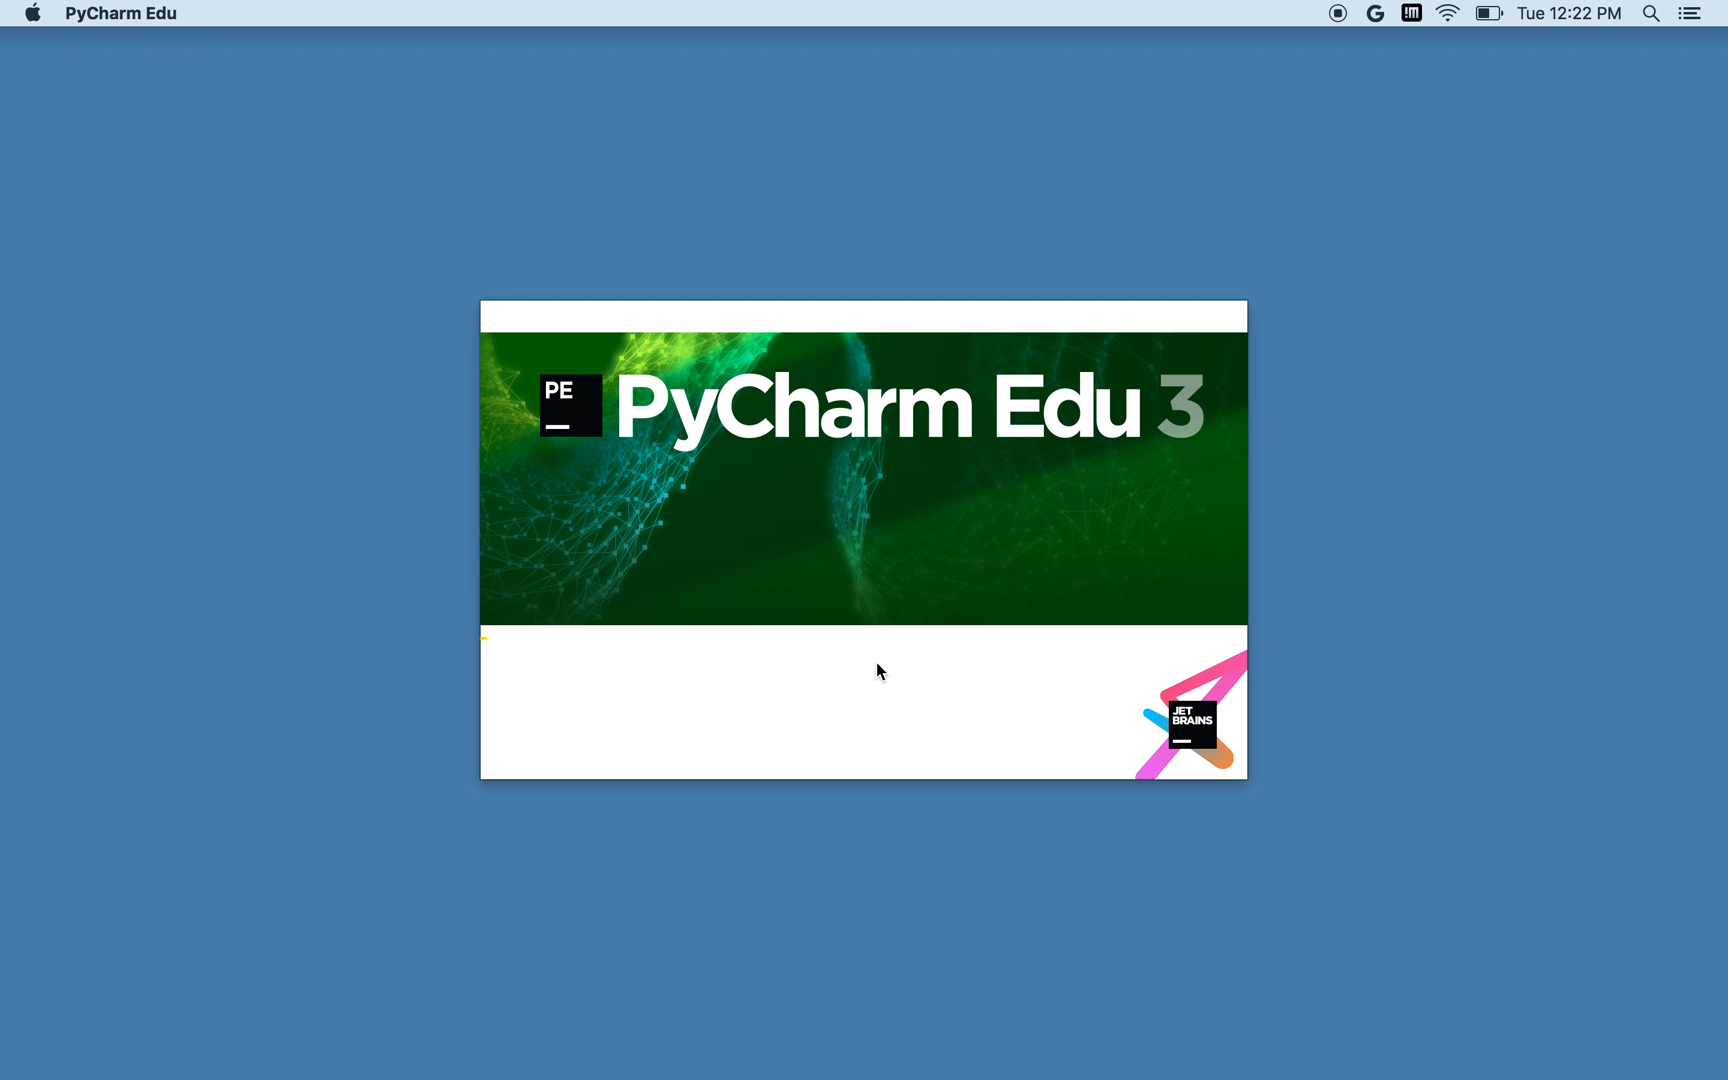 PyCharm Edu
!M
Tue 12:22 PM
PE
PyCharm Edu 3
JET
BRAINS